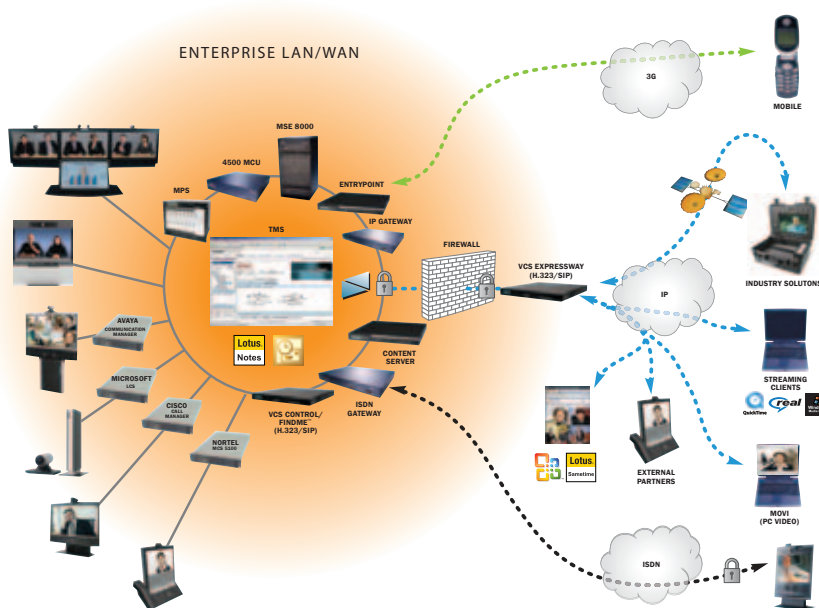 ENTERPRISE LAN/WAN
3G
MOBILE
MSE 8000
4500 MCU
ENTRYPOINT
MPS
IP GATEWAY
TMS
FIREWALL
VCS EXPRESSWAY
(H.323/SIP)
INDUSTRY SOLUTONS
IP
AVAYA
COMMUNICATION
MANAGER
Lotus.
Notes
CONTENT
SERVER
STREAMING
CLIENTS
QuickTime
real
MICROSOFT
LCS
CISCO
CALL
MANAGER
NORTEL
MCS 5100
VCS CONTROL/
FINDME™
(H.323/SIP)
ISDN
GATEWAY
Lotus.
Sametime
EXTERNAL
PARTNERS
MOVI
(PC VIDEO)
ISDN